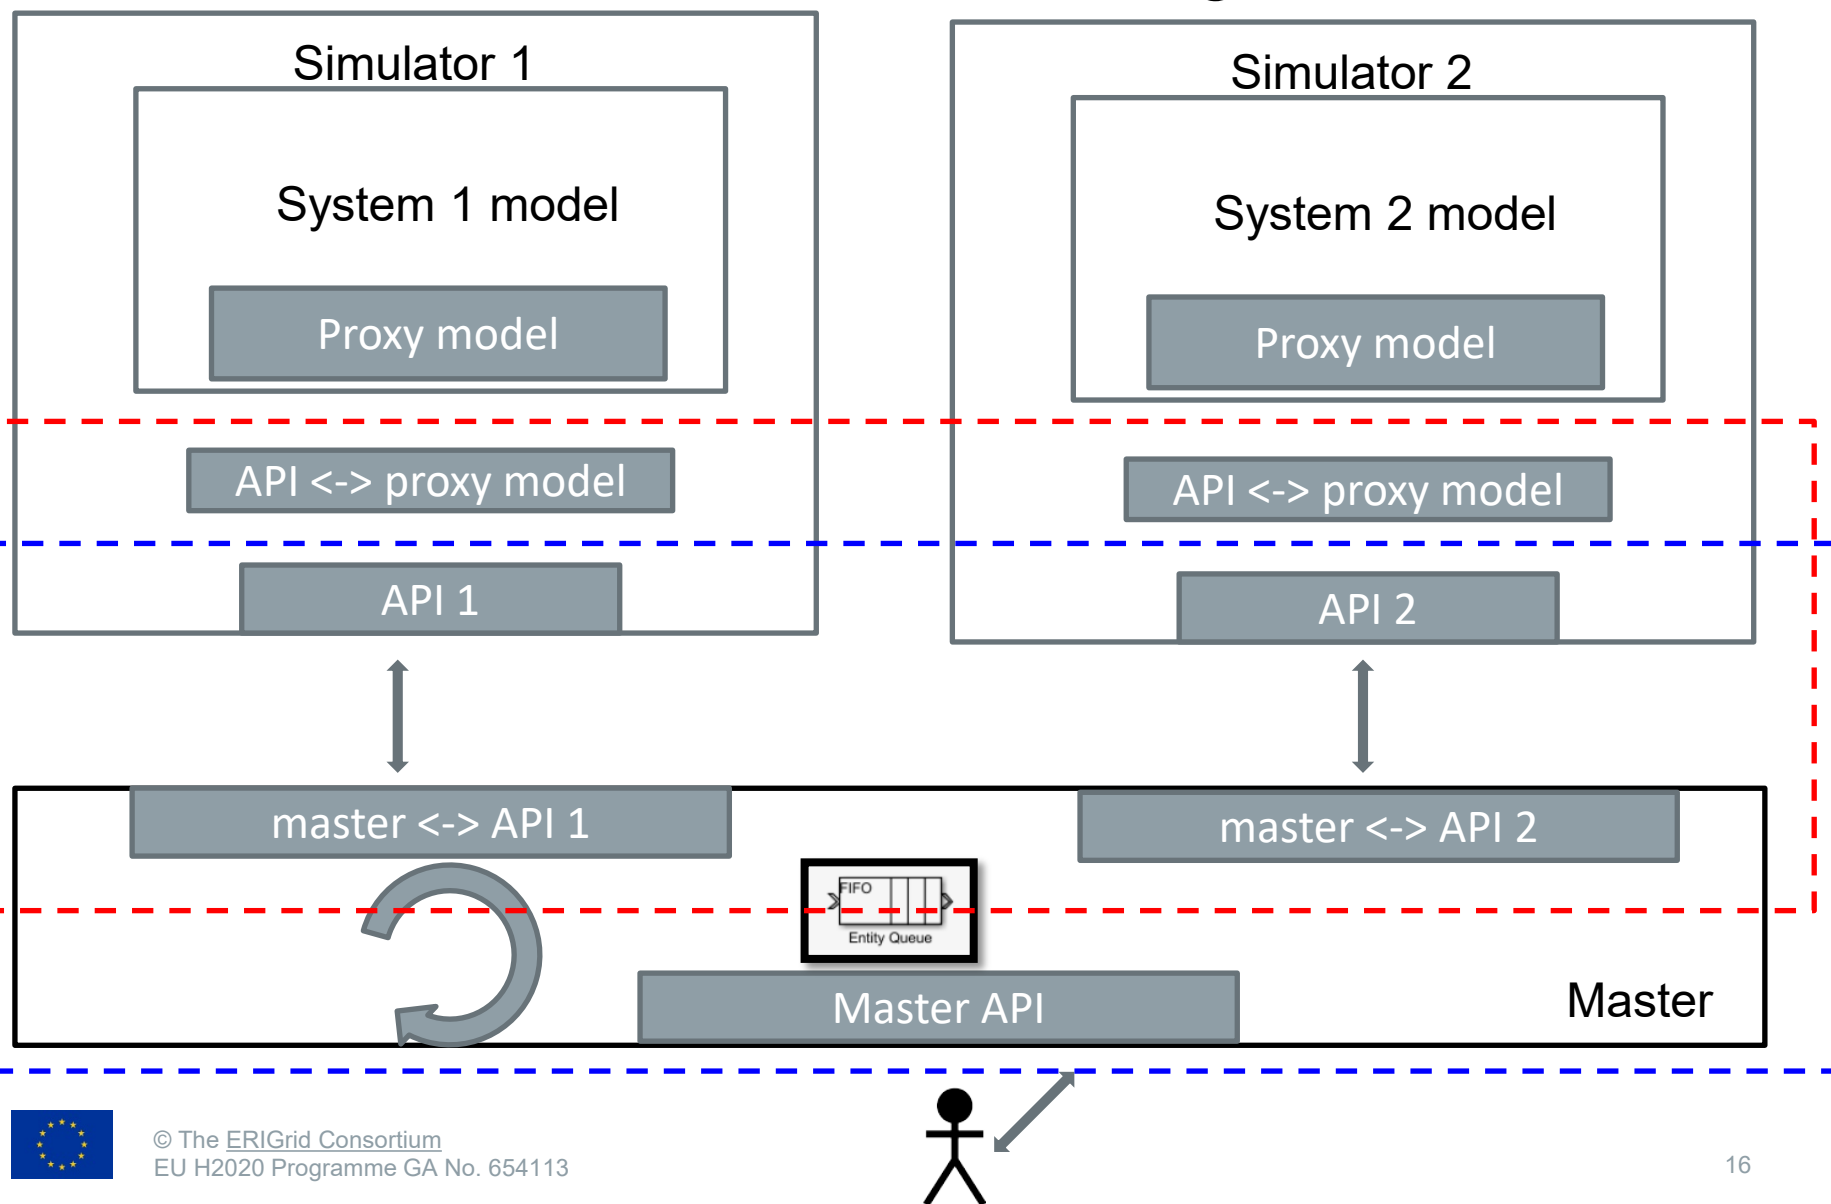 Simulator 1
Simulator 2
System 1 model
System 2 model
Proxy model
Proxy model
API <-> proxy model
API <-> proxy model
API 1
API 2
master <-> API 1
master <-> API 2
FIFO
Entity Queue
Master API
Master
© The ERIGrid Consortium
EU H2020 Programme GA No. 654113
16